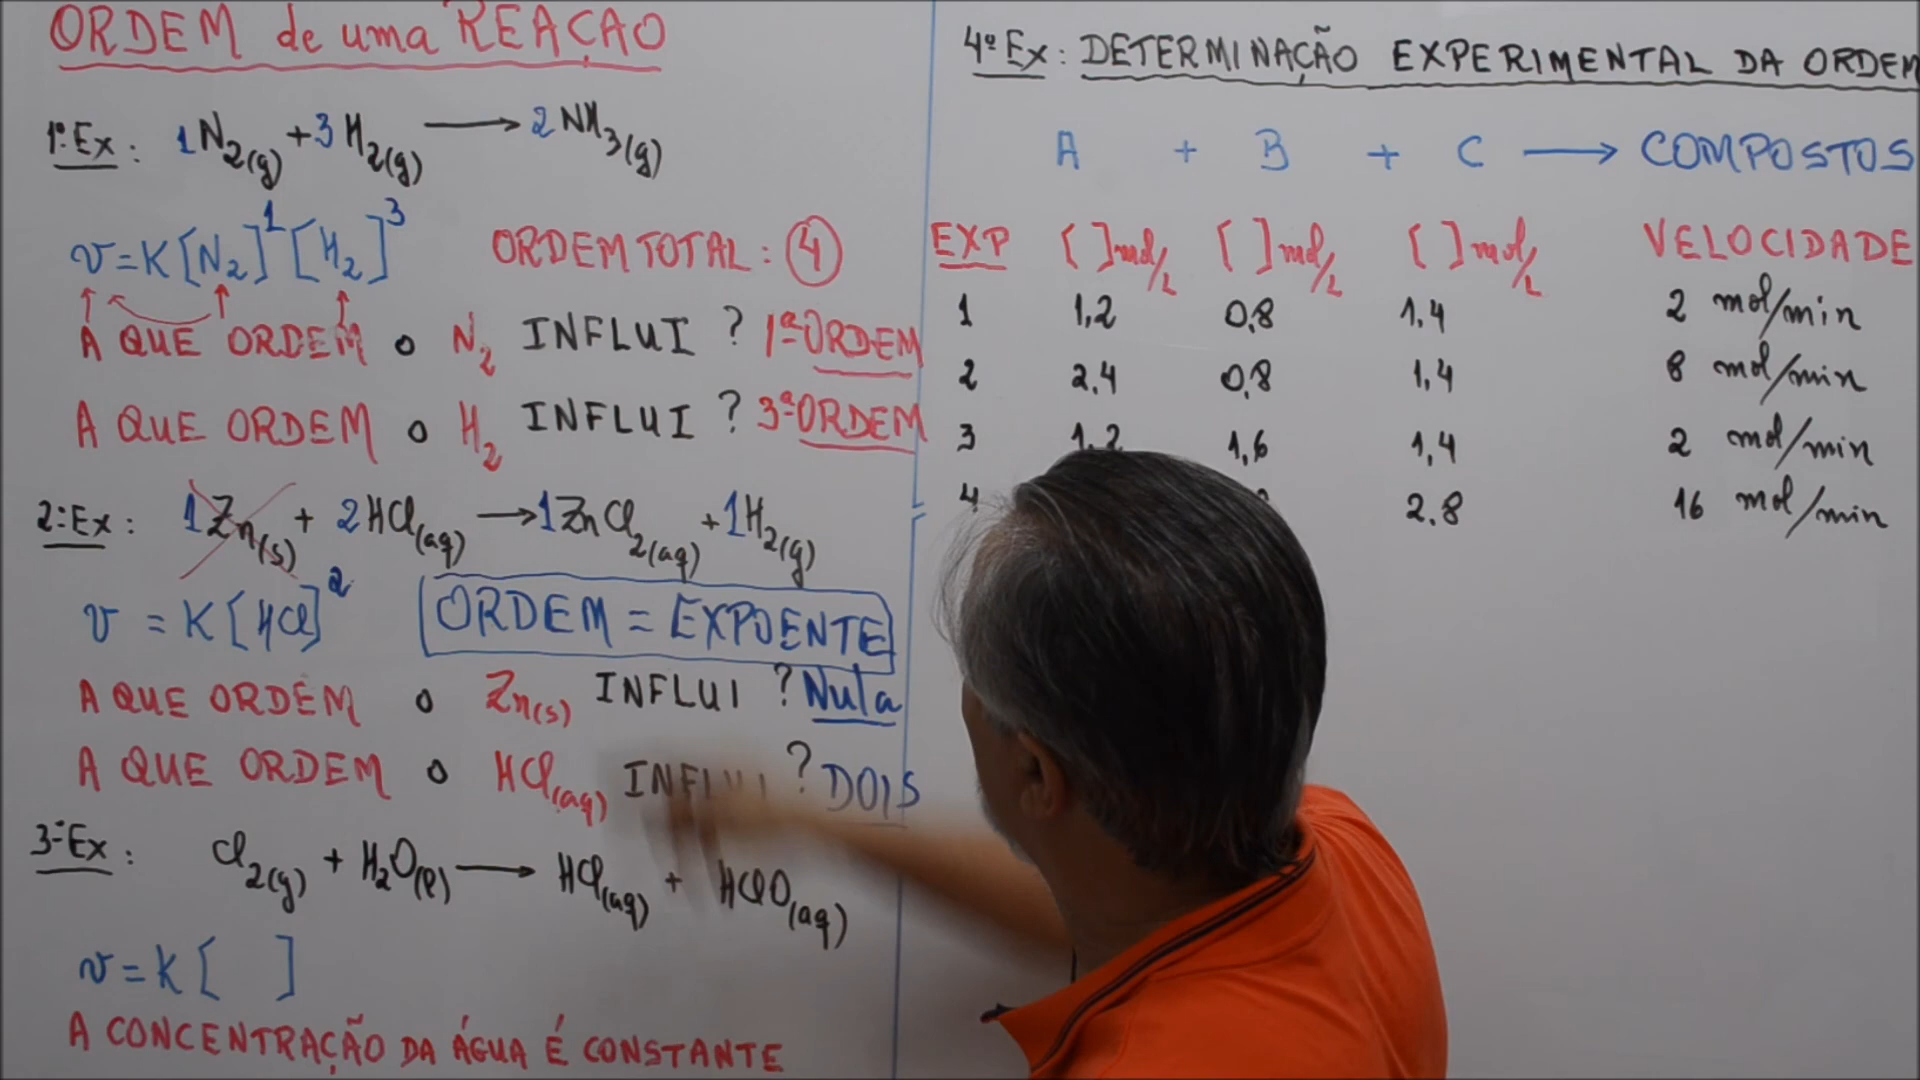 ORDEM de uma REAÇÃO
1º Ex: 1N₂(g) + 3H₂(g) → 2NH₃(g)
v = K[N₂]¹[H₂]³ ORDEM TOTAL: 4
A QUE ORDEM o N₂ INFLUI ? 1ª ORDEM
A QUE ORDEM o H₂ INFLUI ? 3ª ORDEM
2º Ex: 1Zn(s) + 2HCl(aq) → 1ZnCl₂(aq) + 1H₂(g)
v = K[HCl]² ORDEM = EXPOENTE
A QUE ORDEM o Zn(s) INFLUI ? Nula
A QUE ORDEM o HCl(aq) INFLUI ? DOIS
3º Ex: Cl₂(g) + H₂O(l) → HCl(aq) + HClO(aq)
v = K[ ]
A CONCENTRAÇÃO DA ÁGUA É CONSTANTE
4º Ex: DETERMINAÇÃO EXPERIMENTAL DA ORDEM
A + B + C → COMPOSTOS
EXP [ ]mol/L [ ]mol/L [ ]mol/L VELOCIDADE
1 1,2 0,8 1,4 2 mol/min
2 2,4 0,8 1,4 8 mol/min
3 1,2 1,6 1,4 2 mol/min
4 2,8 16 mol/min